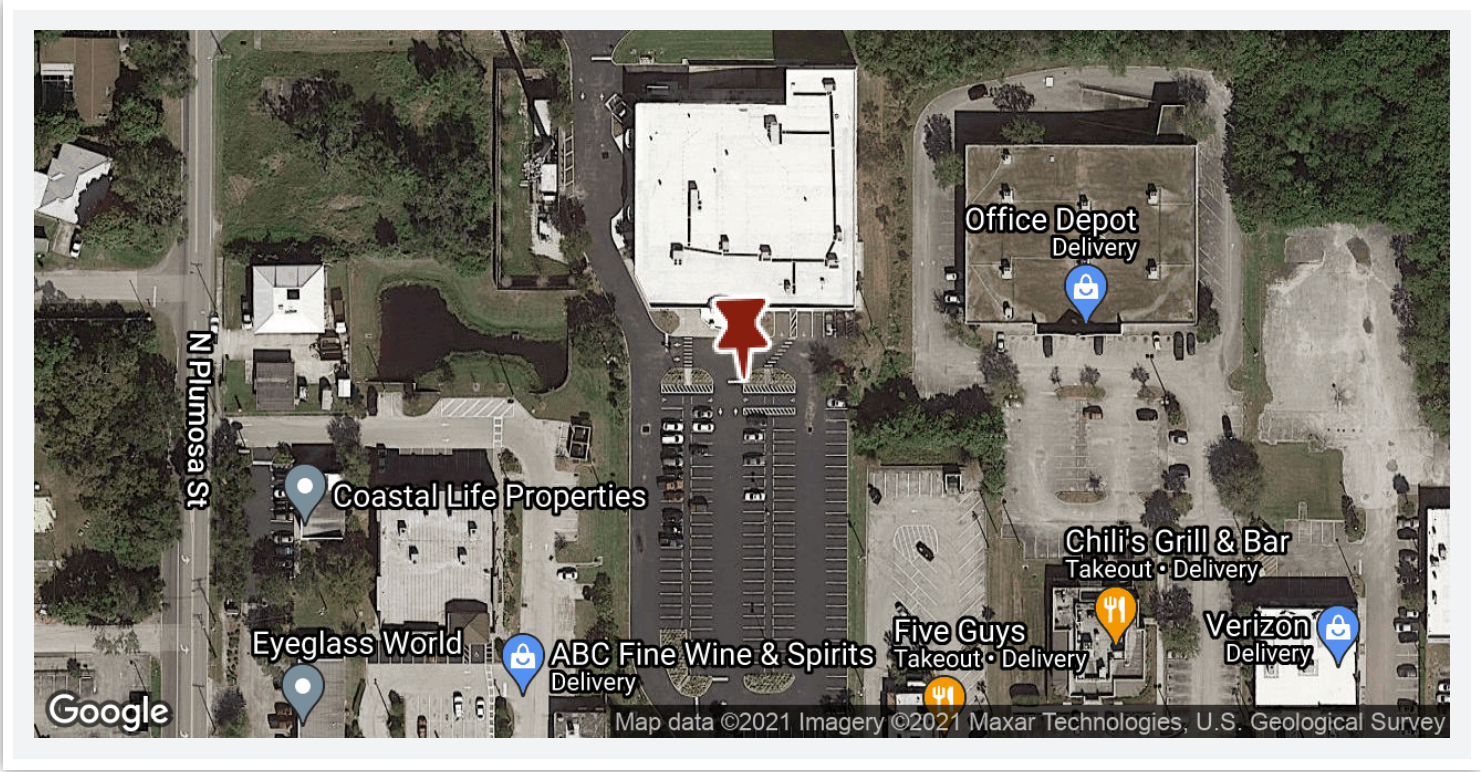 Office Depot
Delivery
N Plumosa St
Coastal Life Properties
Chili's Grill & Bar
Takeout • Delivery
Verizon
Delivery
Five Guys
Takeout • Delivery
Eyeglass World
ABC Fine Wine & Spirits
Delivery
Google
Map data ©2021 Imagery ©2021 Maxar Technologies, U.S. Geological Survey